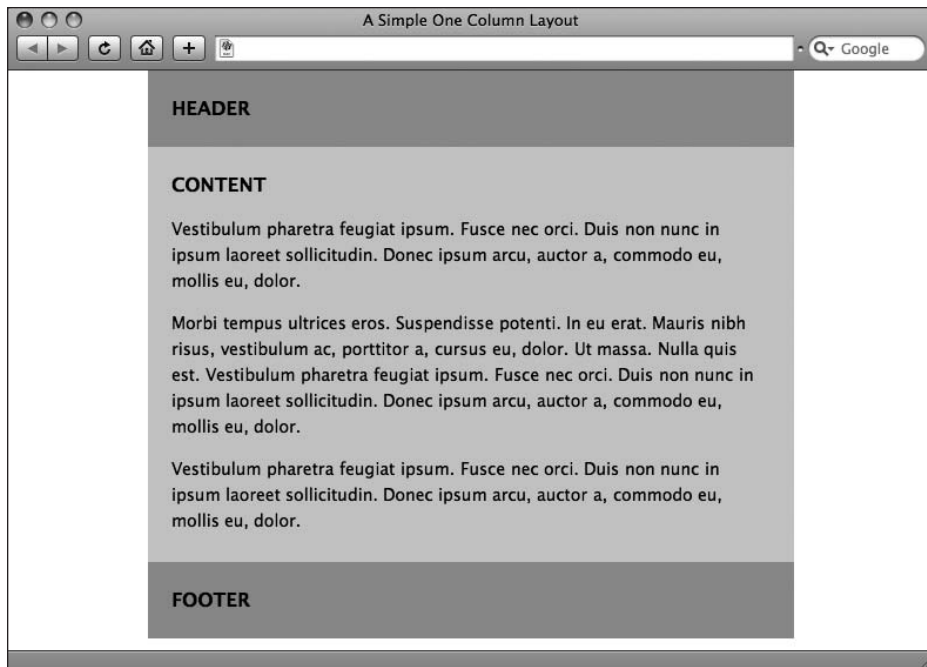 A Simple One Column Layout
Google
HEADER
CONTENT
Vestibulum pharetra feugiat ipsum. Fusce nec orci. Duis non nunc in
ipsum laoreet sollicitudin. Donec ipsum arcu, auctor a, commodo eu,
mollis eu, dolor.
Morbi tempus ultrices eros. Suspendisse potenti. In eu erat. Mauris nibh
risus, vestibulum ac, porttitor a, cursus eu, dolor. Ut massa. Nulla quis
est. Vestibulum pharetra feugiat ipsum. Fusce nec orci. Duis non nunc in
ipsum laoreet sollicitudin. Donec ipsum arcu, auctor a, commodo eu,
mollis eu, dolor.
Vestibulum pharetra feugiat ipsum. Fusce nec orci. Duis non nunc in
ipsum laoreet sollicitudin. Donec ipsum arcu, auctor a, commodo eu,
mollis eu, dolor.
FOOTER